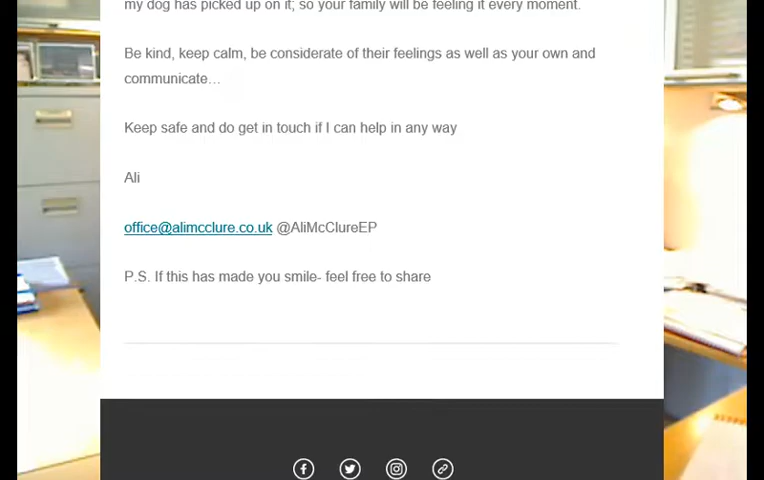 my dog has picked up on it; so your family will be feeling it every moment.
Be kind, keep calm, be considerate of their feelings as well as your own and
communicate…
Keep safe and do get in touch if I can help in any way
Ali
office@alimcclure.co.uk @AliMcClureEP
P.S. If this has made you smile- feel free to share